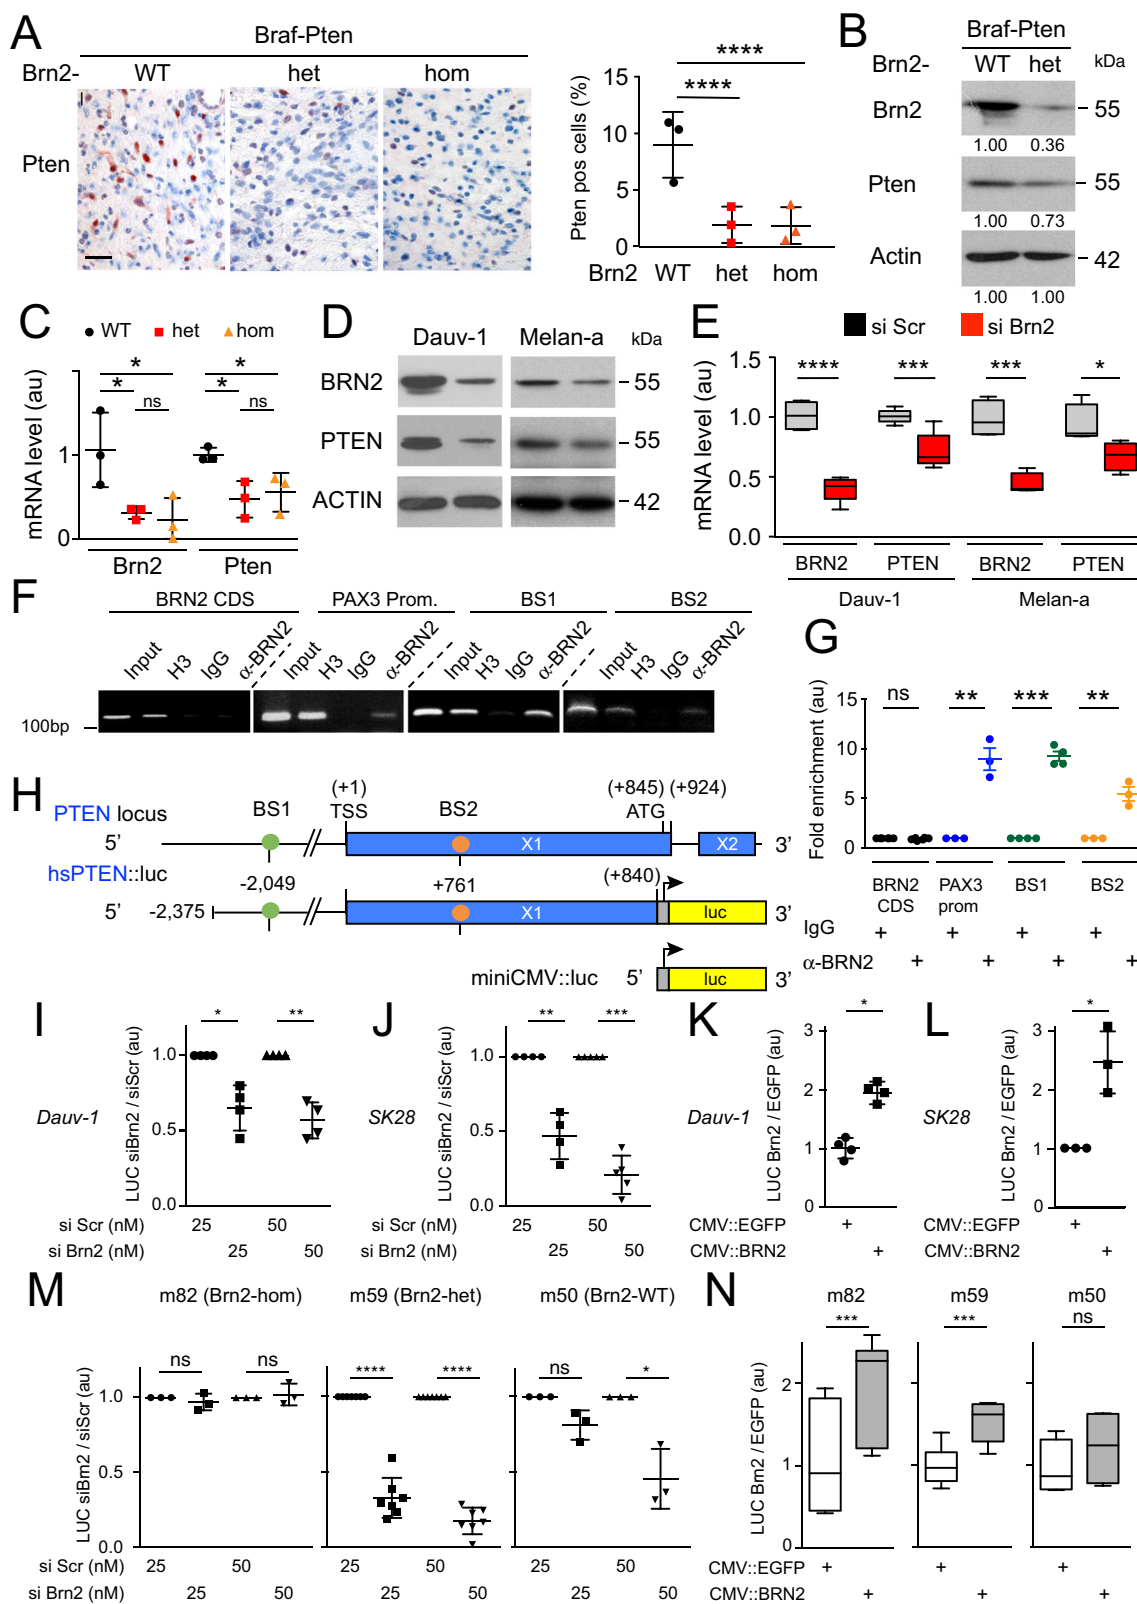 A
Braf-Pten
Brn2- WT het hom
Pten
Pten pos cells (%)
15
10
5
0
****
****
Brn2 WT het hom
B
Braf-Pten
Brn2- WT het kDa
Brn2 55
1.00 0.36
Pten 55
1.00 0.73
Actin 42
1.00 1.00
C
WT het hom
mRNA level (au)
1
0
* * ns * * ns
Brn2 Pten
D
Dauv-1 Melan-a kDa
BRN2 55
PTEN 55
ACTIN 42
E
si Scr si Brn2
mRNA level (au)
1.5
1.0
0.5
0.0
**** *** *** *
BRN2 PTEN BRN2 PTEN
Dauv-1 Melan-a
F
BRN2 CDS PAX3 Prom. BS1 BS2
Input H3 IgG α-BRN2 Input H3 IgG α-BRN2 Input H3 IgG α-BRN2 Input H3 IgG α-BRN2
100bp
G
Fold enrichment (au)
15
10
5
0
ns ** *** **
BRN2 CDS PAX3 prom BS1 BS2
IgG + + + +
α-BRN2 + + + +
H
PTEN locus
(+1) (+845) (+924)
BS1 TSS BS2 ATG
5’ X1 X2 3’
hsPTEN::luc
-2,049 +761 (+840)
5’ -2,375 X1 luc 3’
miniCMV::luc 5’ luc 3’
I
* **
LUC siBrn2 / siScr (au)
1.0
0.5
0.0
Dauv-1
si Scr (nM) 25 50
si Brn2 (nM) 25 50
J
** ***
LUC siBrn2 / siScr (au)
1.0
0.5
0.0
SK28
si Scr (nM) 25 50
si Brn2 (nM) 25 50
K
*
LUC Brn2 / EGFP (au)
3
2
1
0
Dauv-1
CMV::EGFP +
CMV::BRN2 +
L
*
LUC Brn2 / EGFP (au)
3
2
1
0
SK28
CMV::EGFP +
CMV::BRN2 +
M
m82 (Brn2-hom) m59 (Brn2-het) m50 (Brn2-WT)
ns ns **** **** ns *
LUC siBrn2 / siScr (au)
1.0
0.5
0.0
si Scr (nM) 25 50 25 50 25 50
si Brn2 (nM) 25 50 25 50 25 50
N
m82 m59 m50
*** *** ns
LUC Brn2 / EGFP (au)
2
1
0
CMV::EGFP + + +
CMV::BRN2 + + +